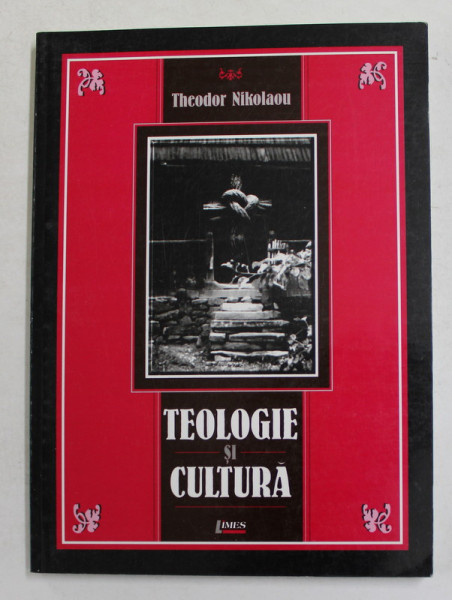 Theodor Nikolaou
TEOLOGIE
ȘI
CULTURĂ
LIMES